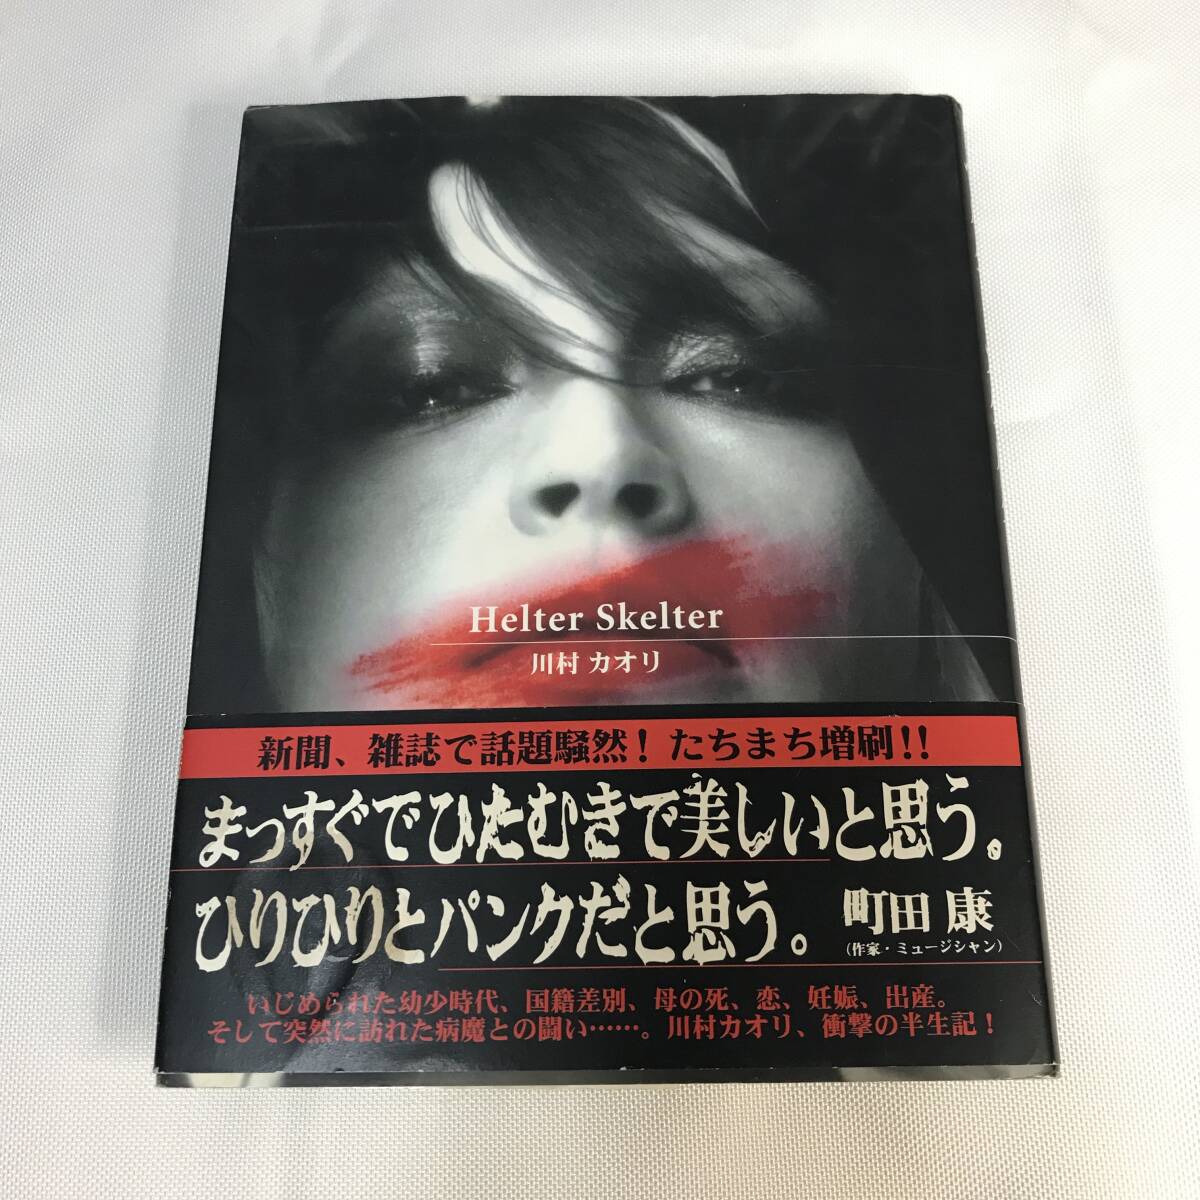 Helter Skelter
川村 カオリ
新聞、雑誌で話題騒然！たちまち増刷!!
まっすぐでひたむきで美しいと思う。
ひりひりとパンクだと思う。 町田 康
（作家・ミュージシャン）
いじめられた幼少時代、国籍差別、母の死、恋、妊娠、出産。
そして突然に訪れた病魔との闘い……。川村カオリ、衝撃の半生記！